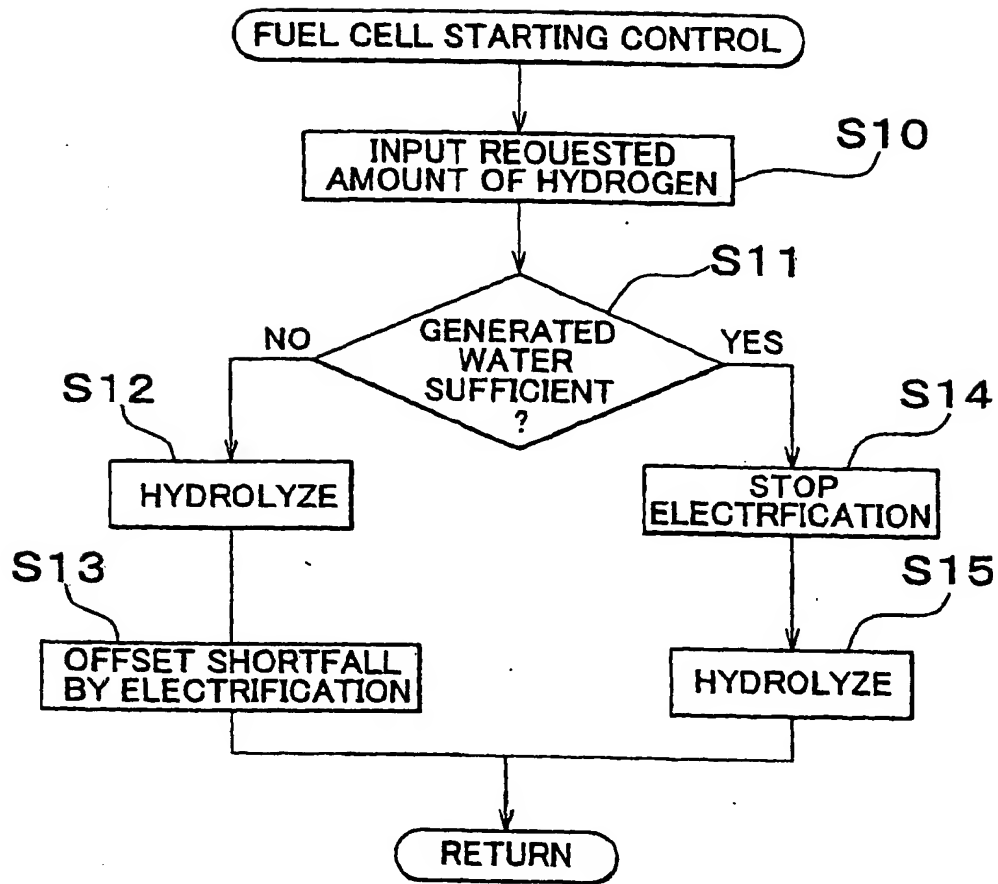 FUEL CELL STARTING CONTROL
S10
INPUT REQUESTED
AMOUNT OF HYDROGEN
S11
NO
GENERATED
WATER
SUFFICIENT
?
YES
S12
HYDROLYZE
S14
STOP
ELECTRFICATION
S13
OFFSET SHORTFALL
BY ELECTRIFICATION
S15
HYDROLYZE
RETURN